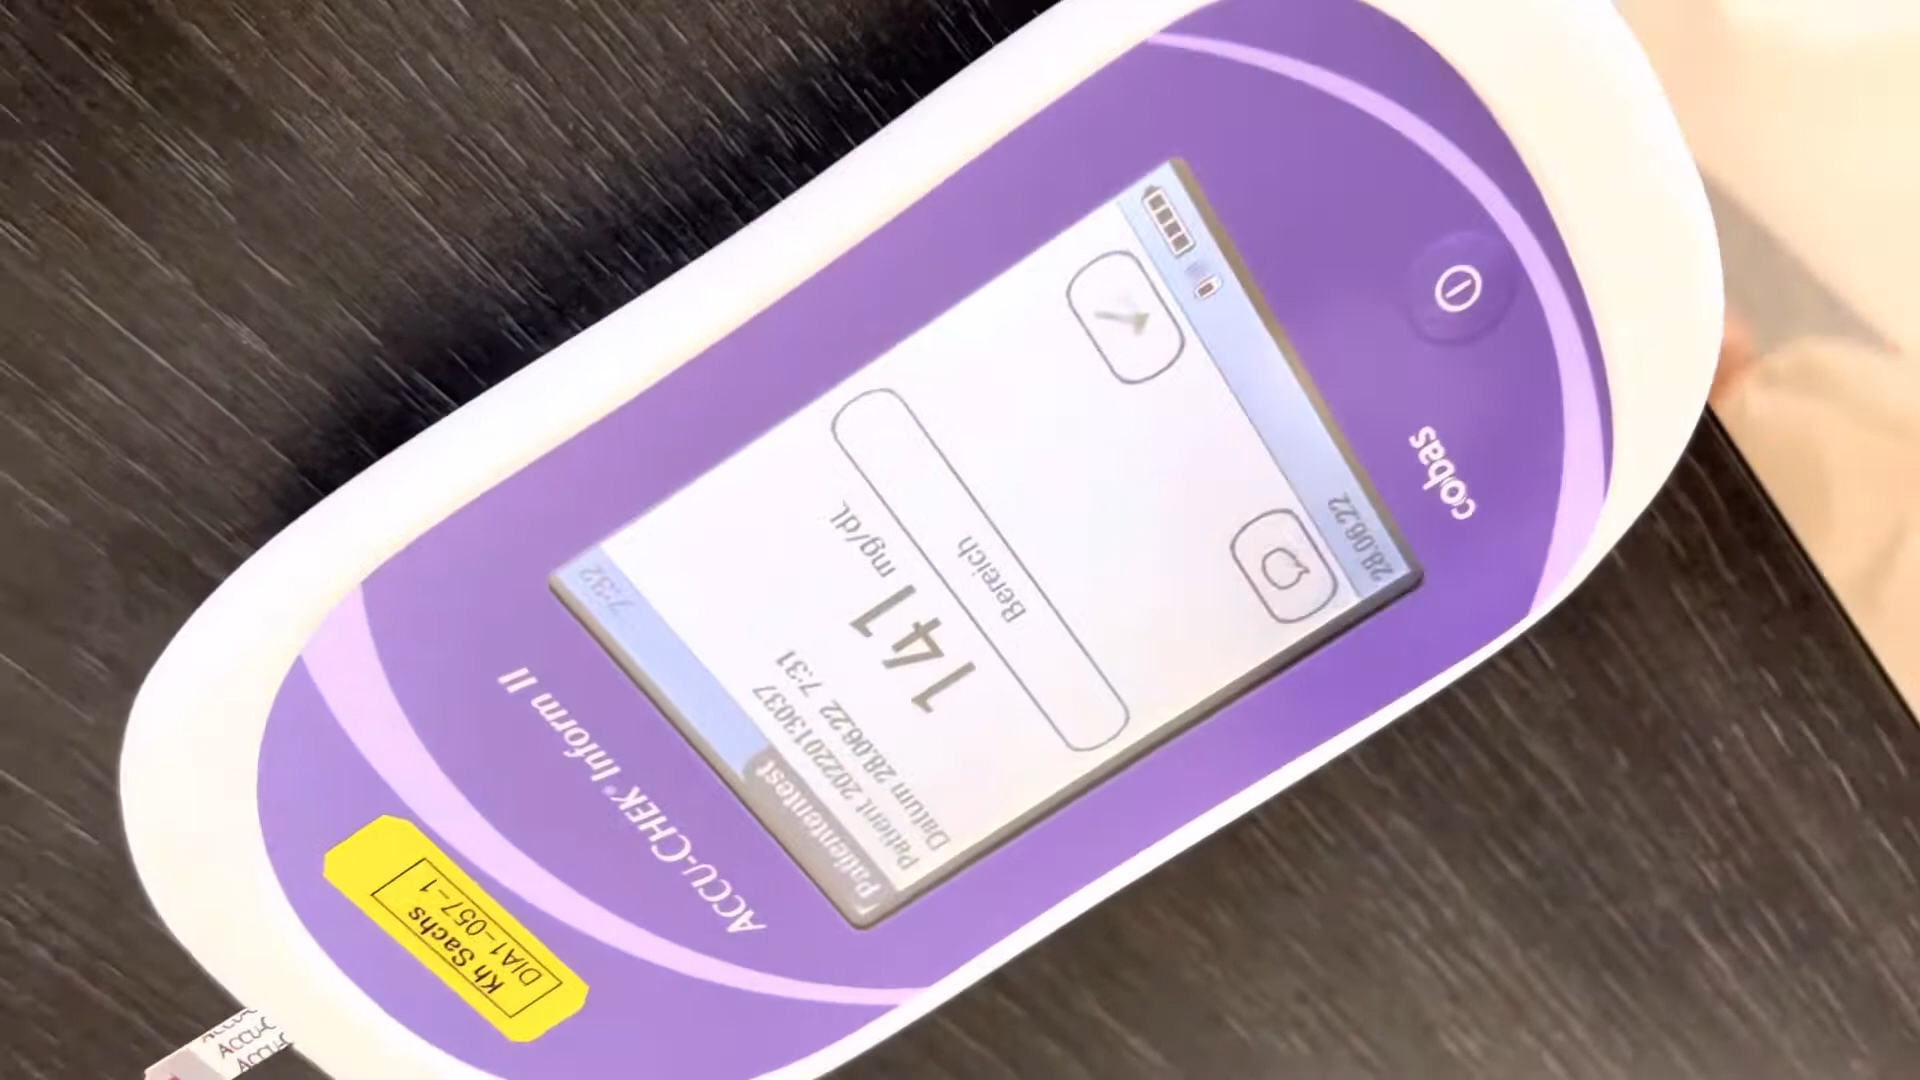 Kh Sachs
DIA1-057-1
ACCU-CHEK® Inform II
7:32
Patiententest
Patient 2022013037
Datum 28.06.22 7:31
141 mg/dL
Bereich
28.06.22
cobas